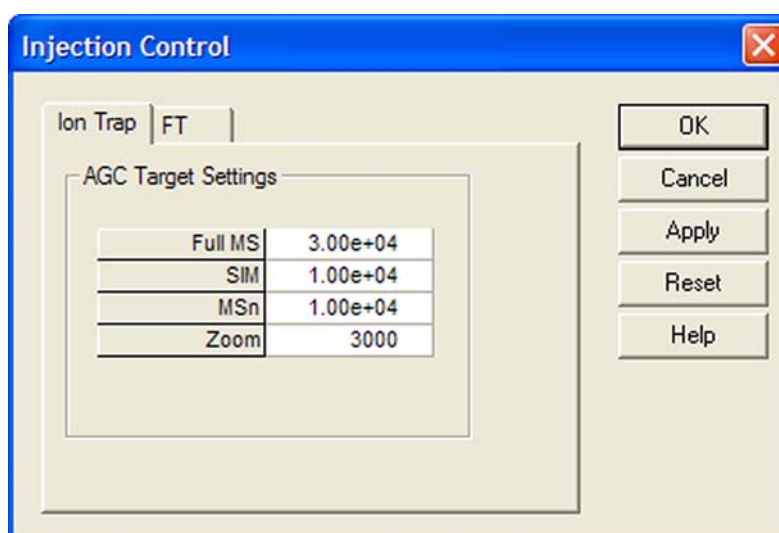 Injection Control
Ion Trap FT
AGC Target Settings
Full MS 3.00e+04
SIM 1.00e+04
MSn 1.00e+04
Zoom 3000
OK
Cancel
Apply
Reset
Help